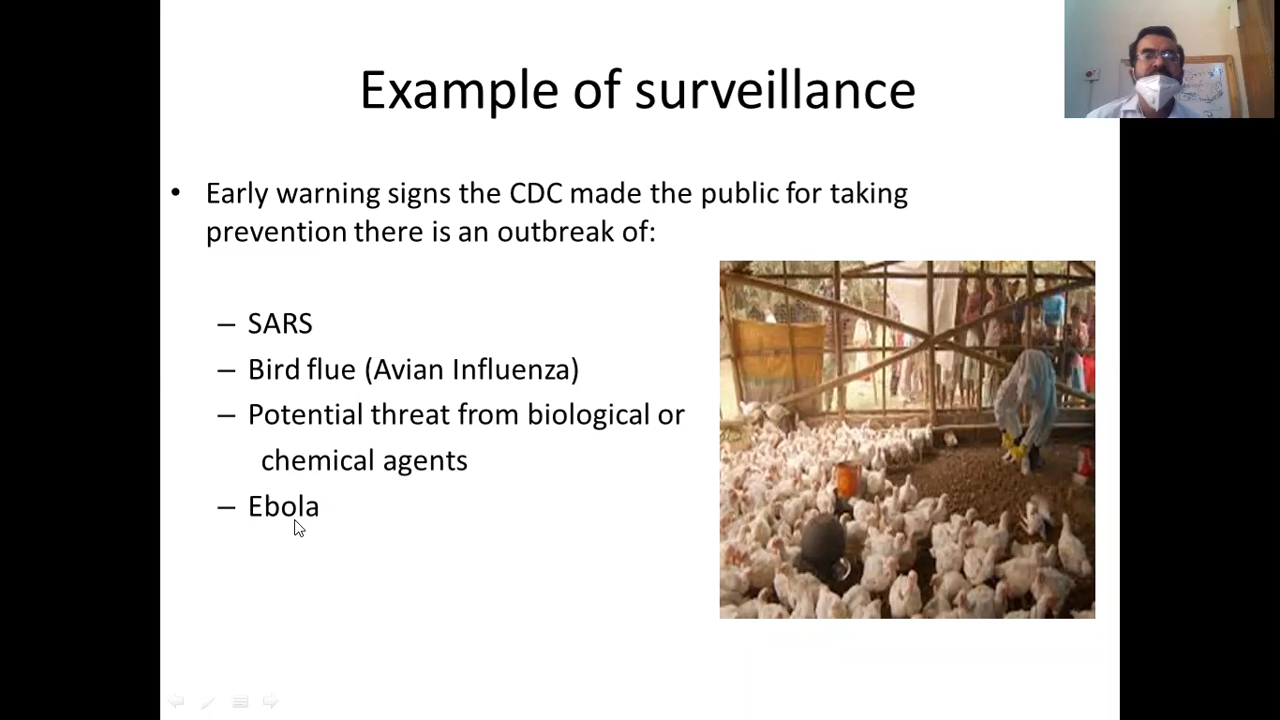 Example of surveillance
• Early warning signs the CDC made the public for taking
prevention there is an outbreak of:
– SARS
– Bird flue (Avian Influenza)
– Potential threat from biological or
chemical agents
– Ebola